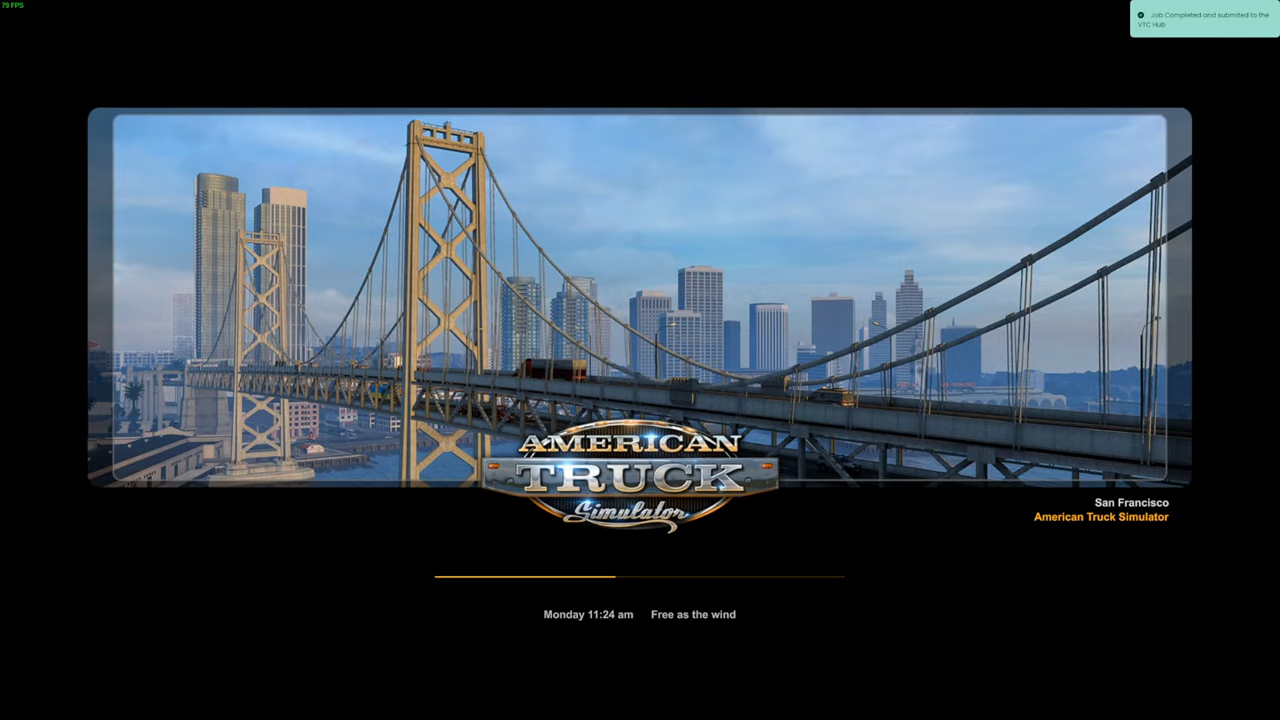 79 FPS
Job Completed and submited to the
VTC Hub
AMERICAN
TRUCK
Simulator
San Francisco
American Truck Simulator
Monday 11:24 am Free as the wind